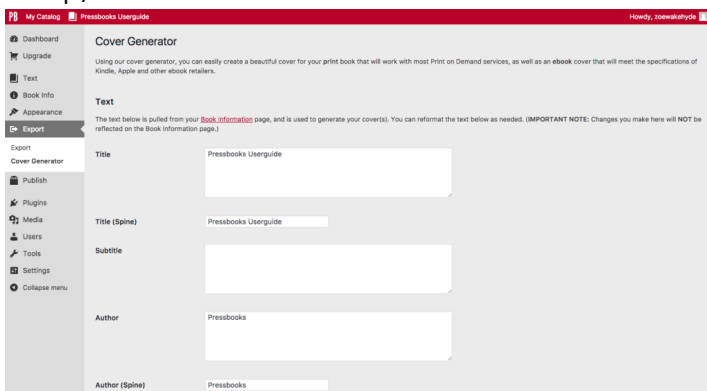 PB My Catalog Pressbooks Userguide Howdy, zoewakehyde
Dashboard
Upgrade
Text
Book Info
Appearance
Export
Export
Cover Generator
Publish
Plugins
Media
Users
Tools
Settings
Collapse menu
Cover Generator
Using our cover generator, you can easily create a beautiful cover for your print book that will work with most Print on Demand services, as well as an ebook cover that will meet the specifications of
Kindle, Apple and other ebook retailers.
Text
The text below is pulled from your Book Information page, and is used to generate your cover(s). You can reformat the text below as needed. (IMPORTANT NOTE: Changes you make here will NOT be
reflected on the Book Information page.)
Title Pressbooks Userguide
Title (Spine) Pressbooks Userguide
Subtitle
Author Pressbooks
Author (Spine) Pressbooks